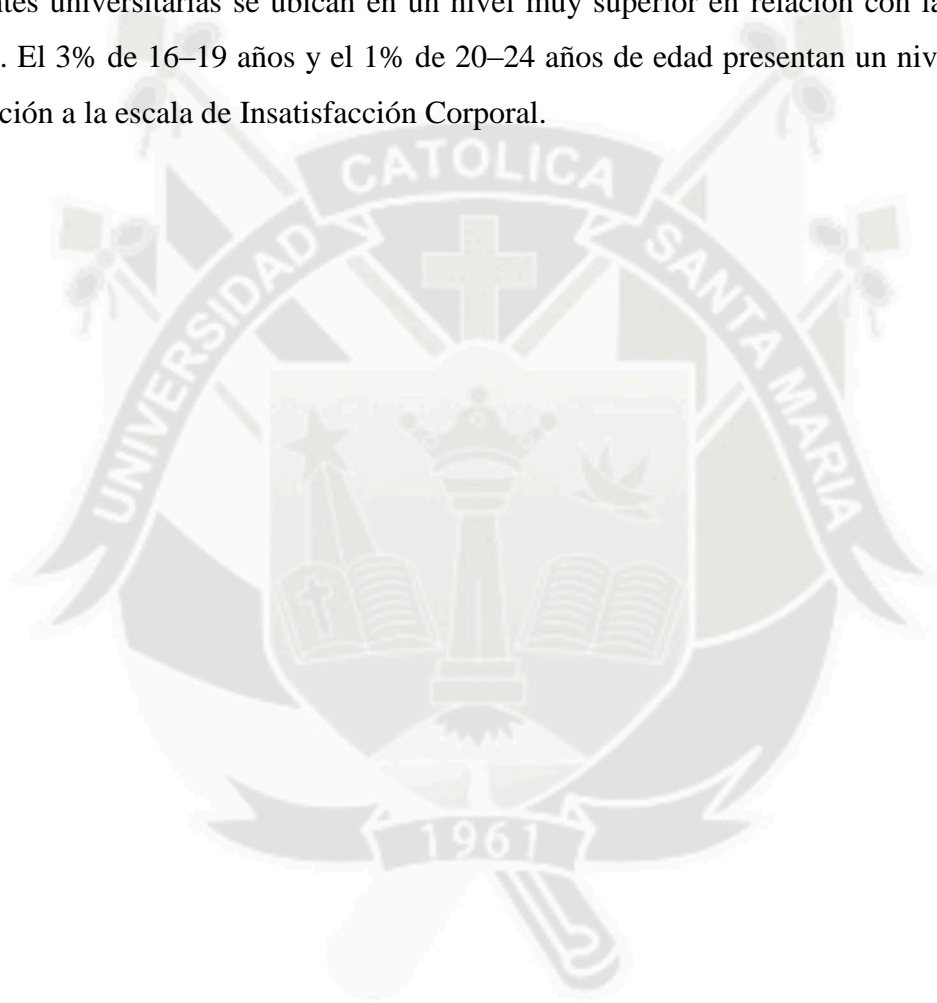 ntes universitarias se ubican en un nivel muy superior en relación con la
. El 3% de 16–19 años y el 1% de 20–24 años de edad presentan un niv
ción a la escala de Insatisfacción Corporal.
UNIVERSIDAD CATOLICA SANTA MARIA
1961